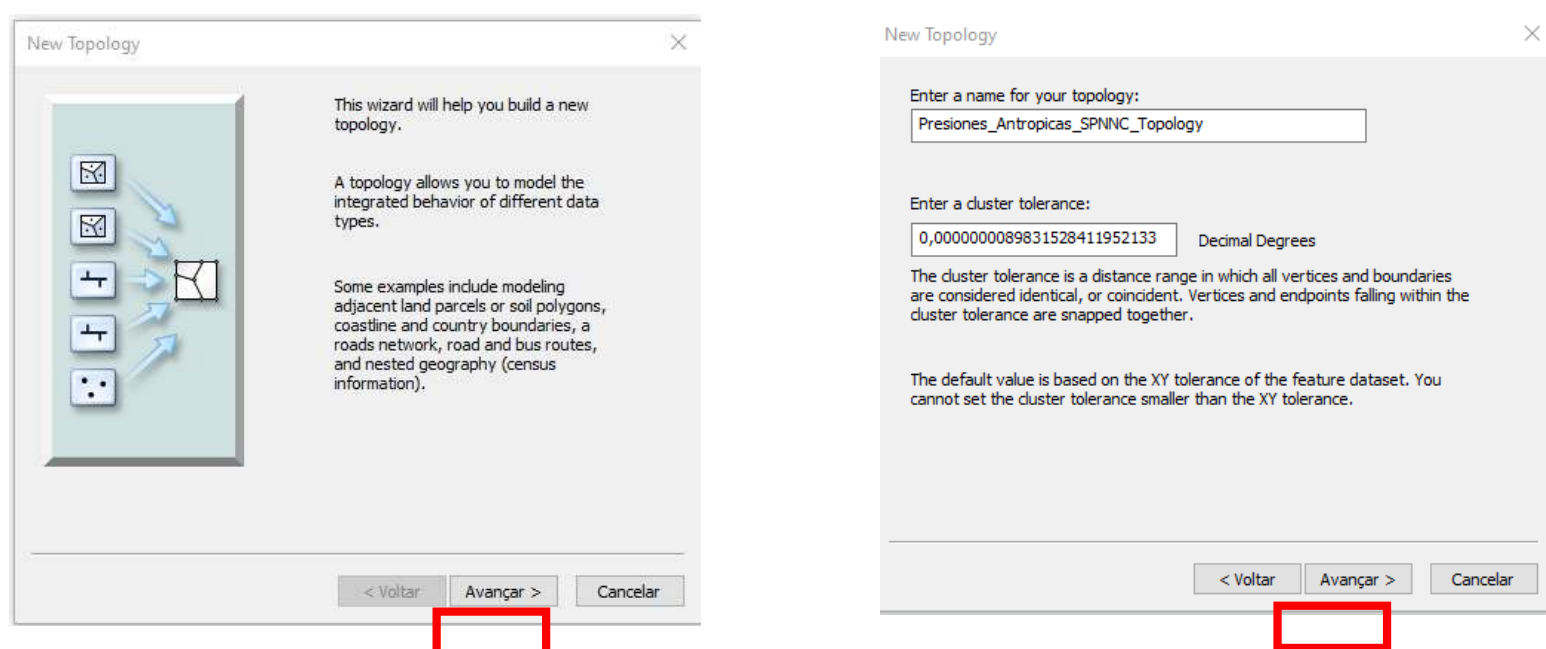 New Topology
This wizard will help you build a new
topology.
A topology allows you to model the
integrated behavior of different data
types.
Some examples include modeling
adjacent land parcels or soil polygons,
coastline and country boundaries, a
roads network, road and bus routes,
and nested geography (census
information).
< Voltar
Avançar >
Cancelar
New Topology
Enter a name for your topology:
Presiones_Antropicas_SPNNC_Topology
Enter a cluster tolerance:
0,0000000089831528411952133
Decimal Degrees
The cluster tolerance is a distance range in which all vertices and boundaries
are considered identical, or coincident. Vertices and endpoints falling within the
cluster tolerance are snapped together.
The default value is based on the XY tolerance of the feature dataset. You
cannot set the cluster tolerance smaller than the XY tolerance.
< Voltar
Avançar >
Cancelar